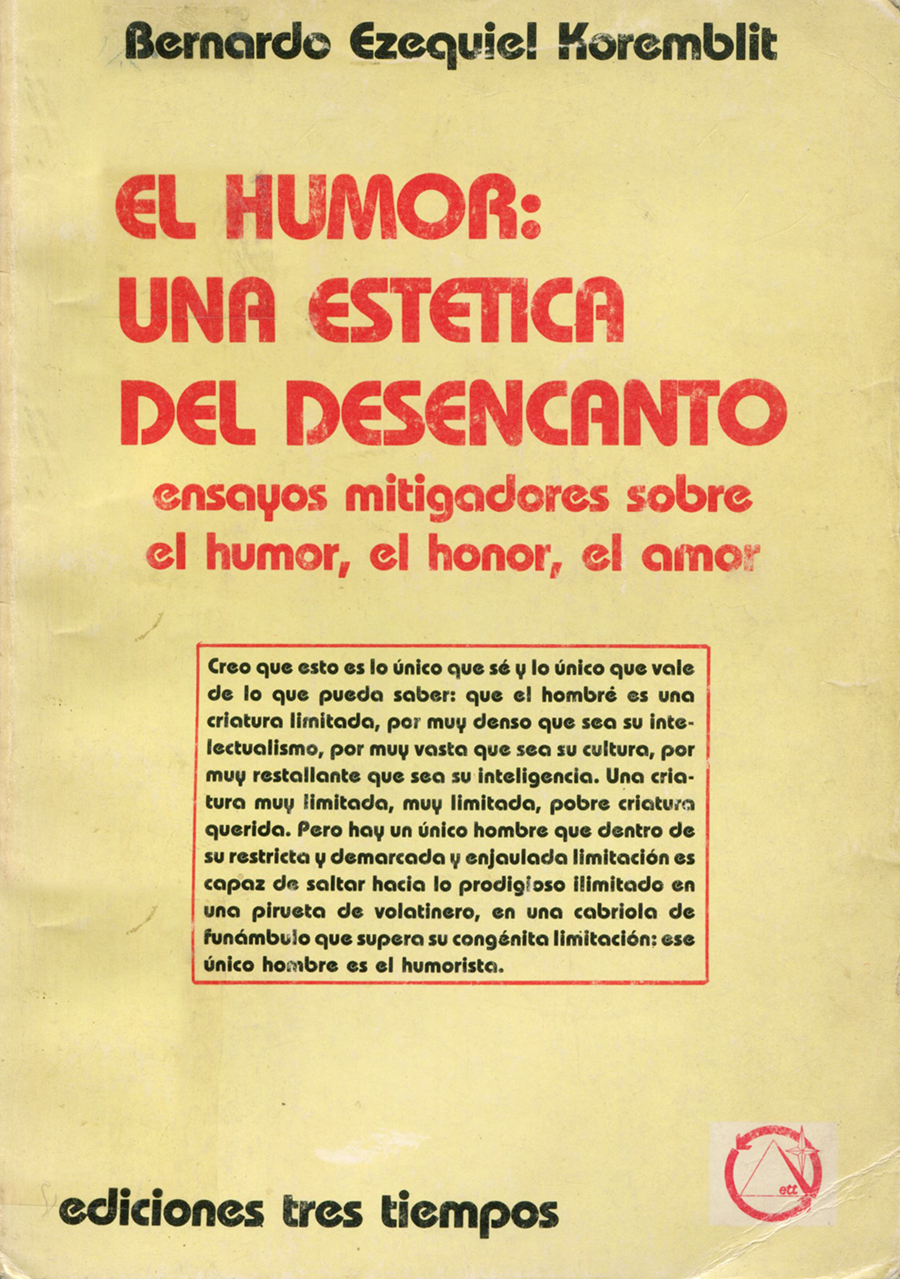 Bernardo Ezequiel Koremblit
EL HUMOR:
UNA ESTETICA
DEL DESENCANTO
ensayos mitigadores sobre
el humor, el honor, el amor
Creo que esto es lo único que sé y lo único que vale
de lo que pueda saber: que el hombré es una
criatura limitada, por muy denso que sea su inte-
lectualismo, por muy vasta que sea su cultura, por
muy restallante que sea su inteligencia. Una cria-
tura muy limitada, muy limitada, pobre criatura
querida. Pero hay un único hombre que dentro de
su restricta y demarcada y enjaulada limitación es
capaz de saltar hacia lo prodigioso ilimitado en
una pirueta de volatinero, en una cabriola de
funámbulo que supera su congénita limitación: ese
único hombre es el humorista.
ett
ediciones tres tiempos